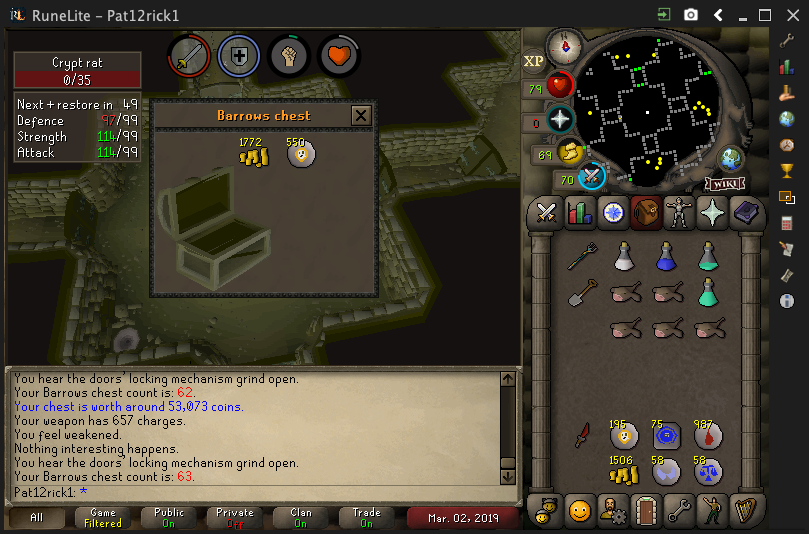 RuneLite - Pat12rick1
Crypt rat
0/35
Next + restore in 49
Defence 97/99
Strength 114/99
Attack 114/99
Barrows chest
1772 550
XP
79
0
69
70
WIKI
195 75 987
1506 58 58
You hear the doors' locking mechanism grind open.
Your Barrows chest count is: 62.
Your chest is worth around 53,073 coins.
Your weapon has 657 charges.
You feel weakened.
Nothing interesting happens.
You hear the doors' locking mechanism grind open.
Your Barrows chest count is: 63.
Pat12rick1: *
All
Game
Filtered
Public
On
Private
Off
Clan
On
Trade
On
Mar. 02, 2019